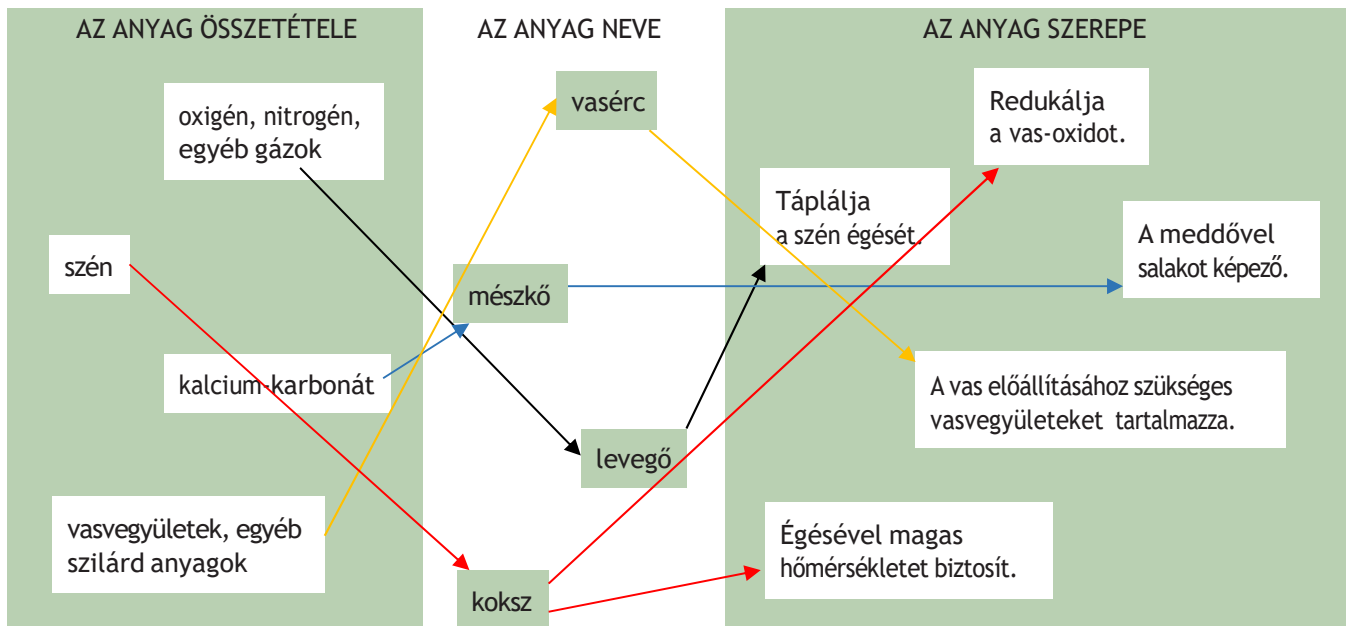 AZ ANYAG ÖSSZETÉTELE
oxigén, nitrogén,
egyéb gázok
szén
kalcium-karbonát
vasvegyületek, egyéb
szilárd anyagok
AZ ANYAG NEVE
vasérc
mészkő
levegő
koksz
AZ ANYAG SZEREPE
Redukálja
a vas-oxidot.
Táplálja
a szén égését.
A meddővel
salakot képező.
A vas előállításához szükséges
vasvegyületeket tartalmazza.
Égésével magas
hőmérsékletet biztosít.